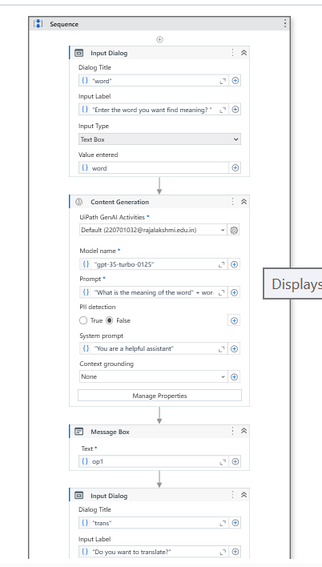 Sequence
Input Dialog
Dialog Title
"word"
Input Label
"Enter the word you want find meaning? "
Input Type
Text Box
Value entered
word
Content Generation
UiPath GenAI Activities *
Default (220701032@rajalakshmi.edu.in)
Model name *
"gpt-35-turbo-0125"
Prompt *
"What is the meaning of the word" + wor
PII detection
True False
System prompt
"You are a helpful assistant"
Context grounding
None
Manage Properties
Displays
Message Box
Text *
op1
Input Dialog
Dialog Title
"trans"
Input Label
"Do you want to translate?"